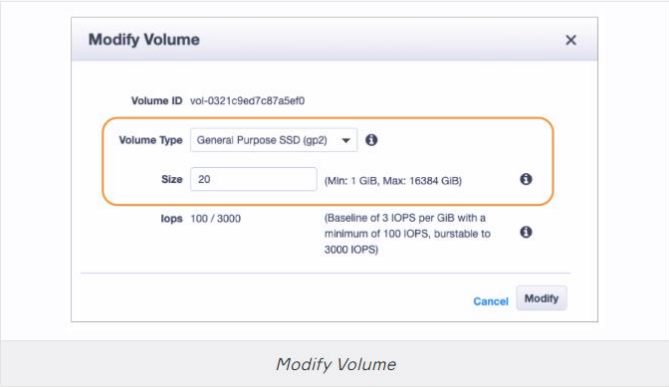 Modify Volume
Volume ID vol-0321c9ed7c87a5ef0
Volume Type General Purpose SSD (gp2)
Size 20 (Min: 1 GiB, Max: 16384 GiB)
Iops 100 / 3000 (Baseline of 3 IOPS per GiB with a
minimum of 100 IOPS, burstable to
3000 IOPS)
Cancel Modify
Modify Volume